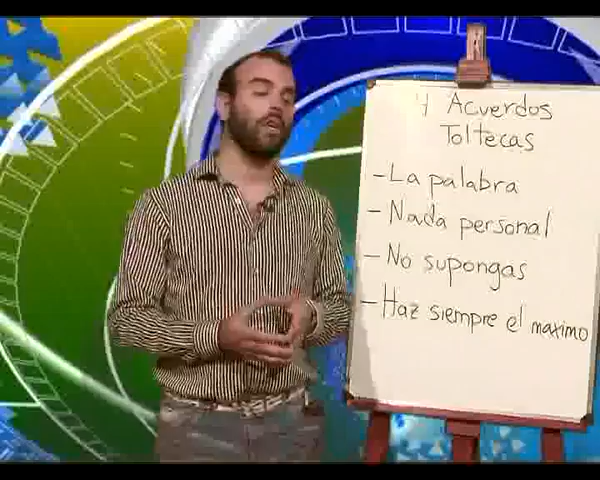 4 Acuerdos
Toltecas
- La palabra
- Nada personal
- No supongas
- Haz siempre el maximo